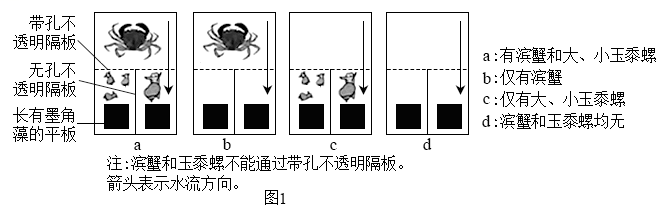 带孔不
透明隔板
无孔不
透明隔板
长有墨角
藻的平板
a
b
c
d
a:有滨蟹和大、小玉黍螺
b:仅有滨蟹
c:仅有大、小玉黍螺
d:滨蟹和玉黍螺均无
注:滨蟹和玉黍螺不能通过带孔不透明隔板。
箭头表示水流方向。
图1